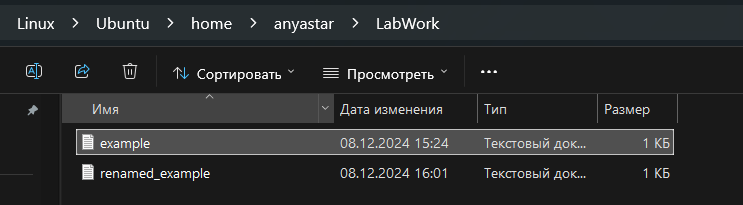 Linux > Ubuntu > home > anyastar > LabWork
Сортировать Просмотреть ...
Имя Дата изменения Тип Размер
example 08.12.2024 15:24 Текстовый док... 1 КБ
renamed_example 08.12.2024 16:01 Текстовый док... 1 КБ